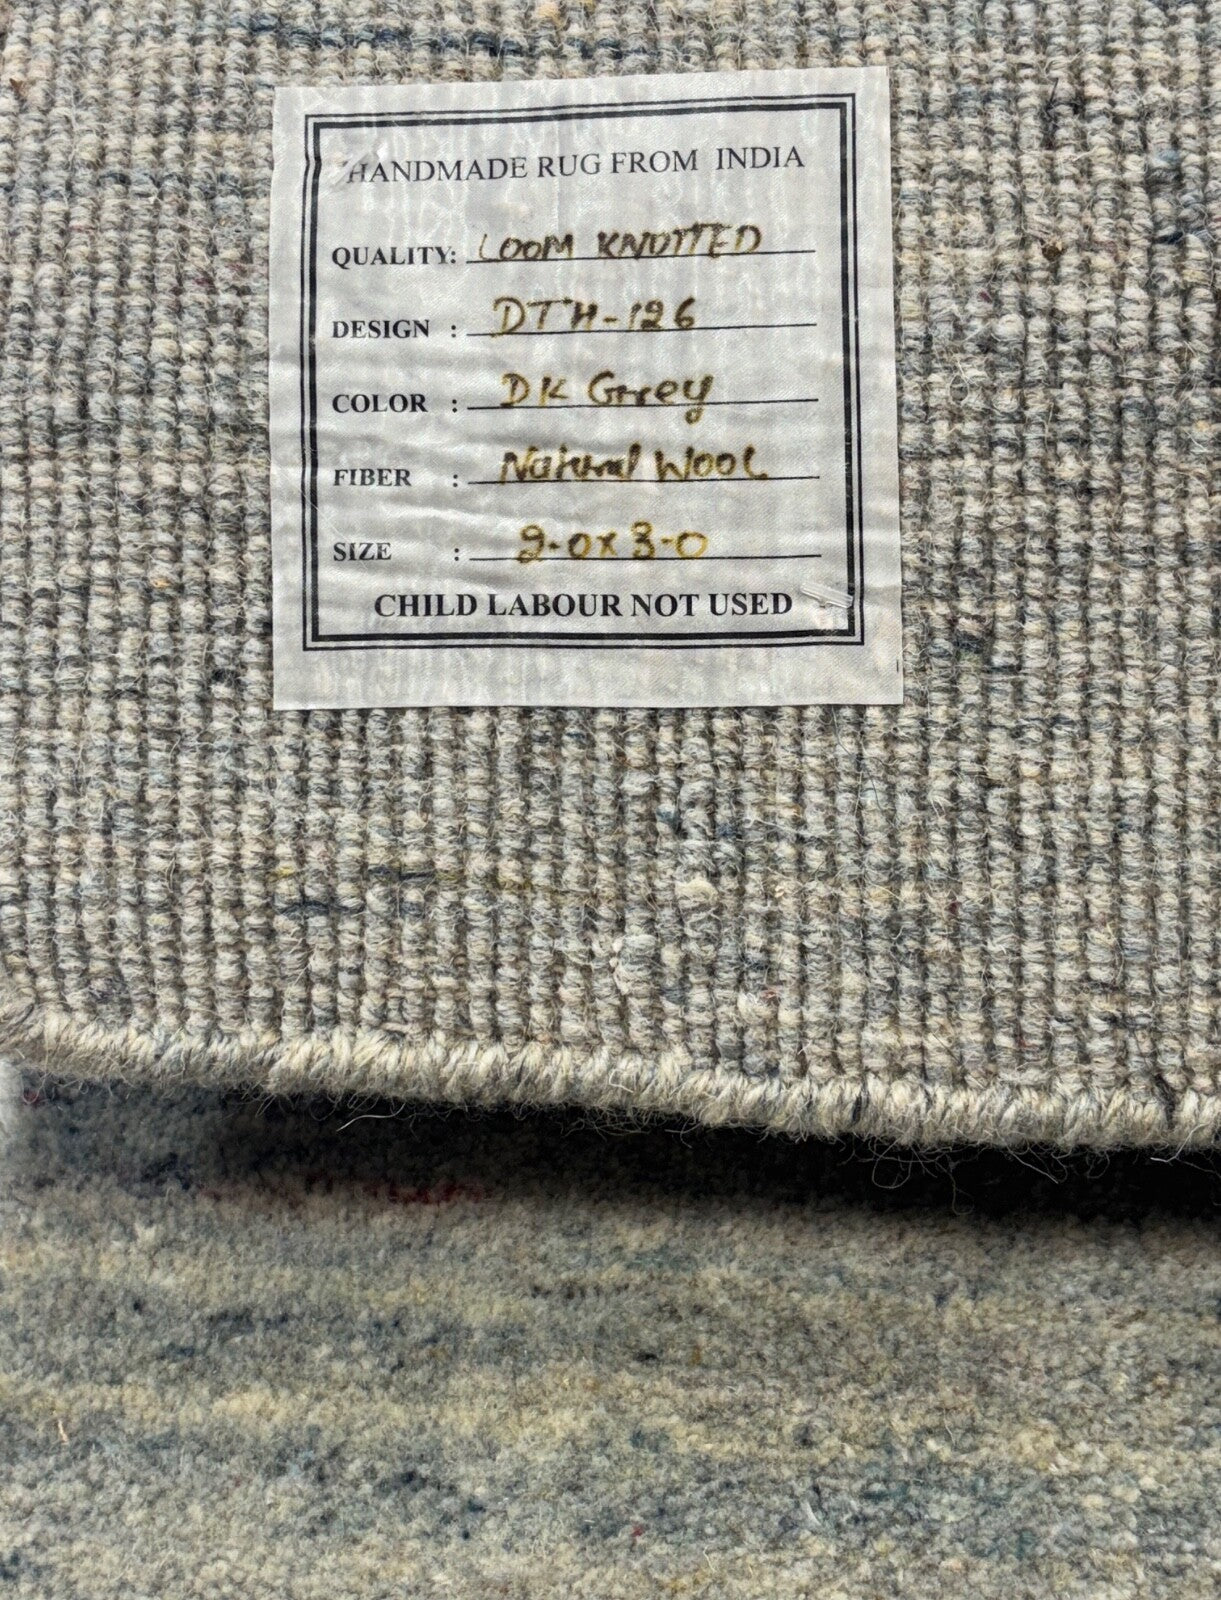 HANDMADE RUG FROM INDIA
QUALITY: LOOM KNOTTED
DESIGN : DTH-126
COLOR : DK Grey
FIBER : Natural Wool
SIZE : 2-0x3-0
CHILD LABOUR NOT USED